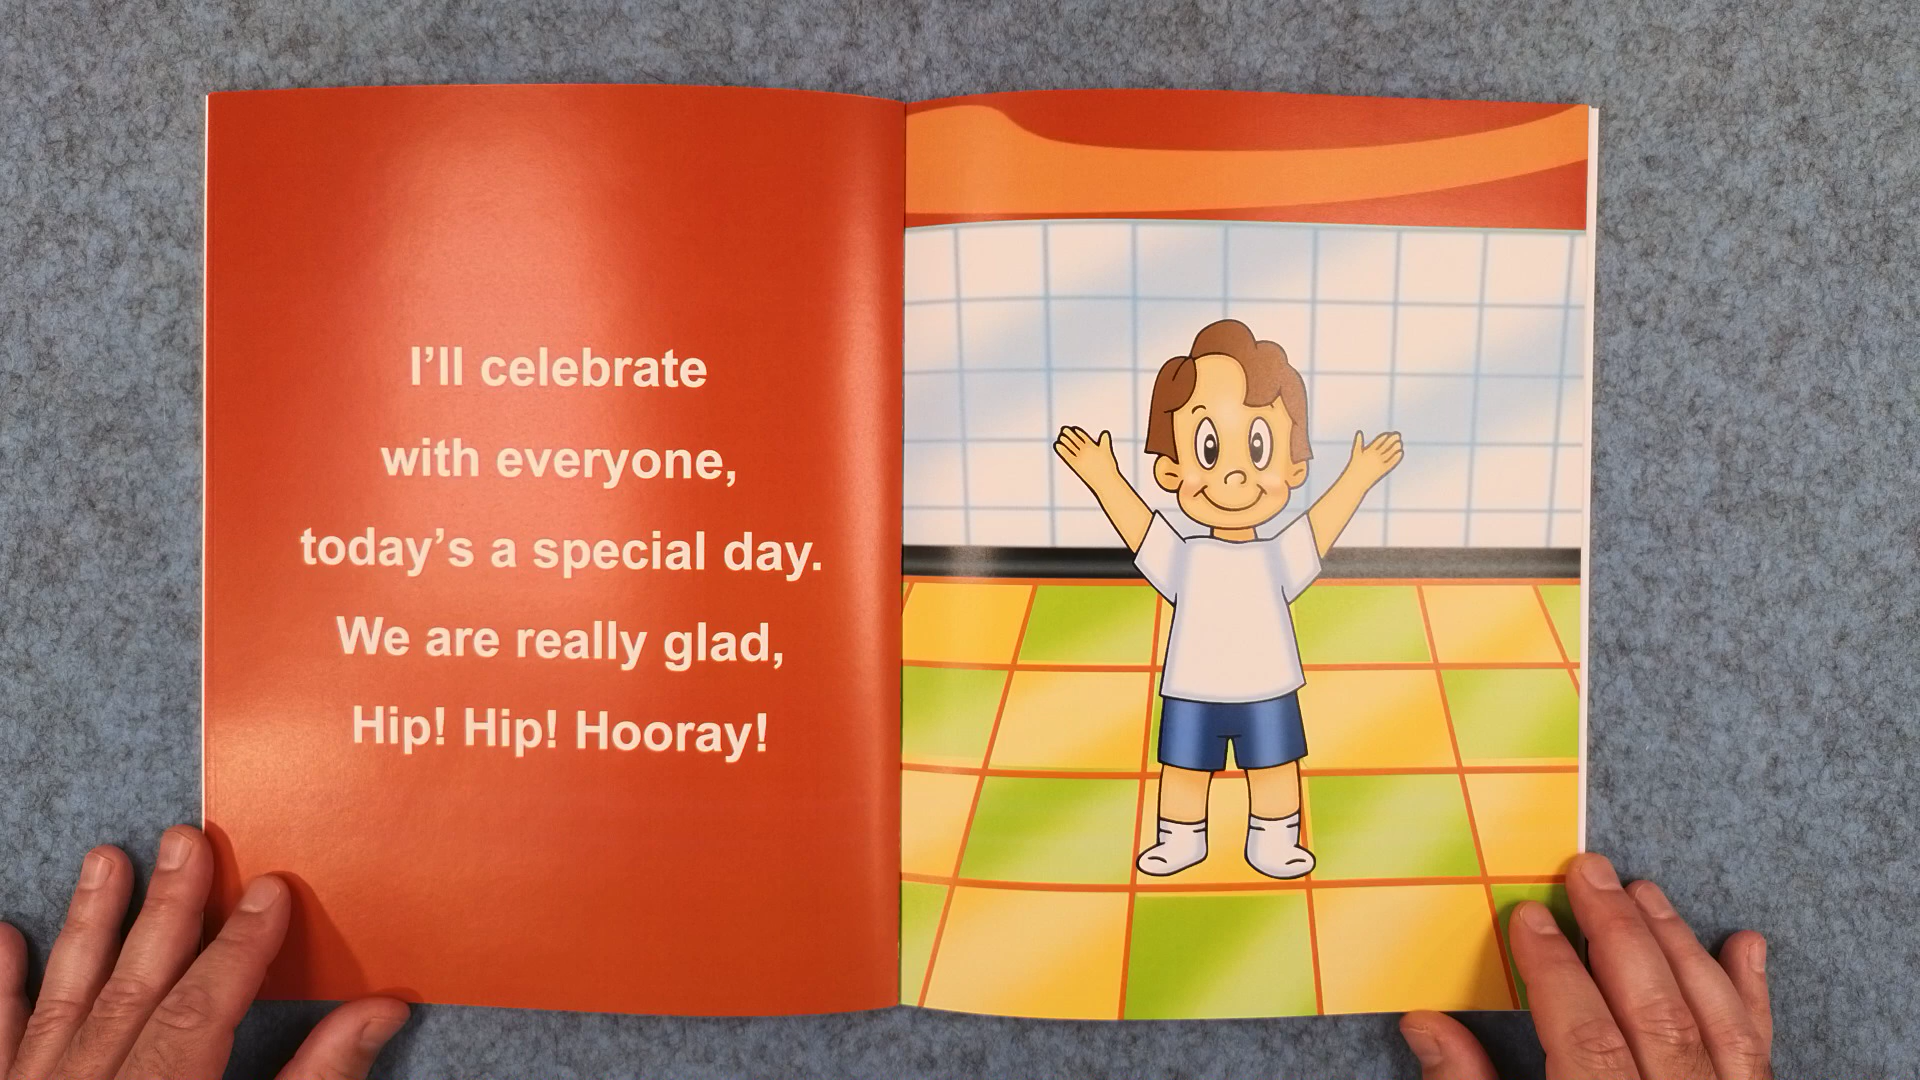 I’ll celebrate
with everyone,
today’s a special day.
We are really glad,
Hip! Hip! Hooray!